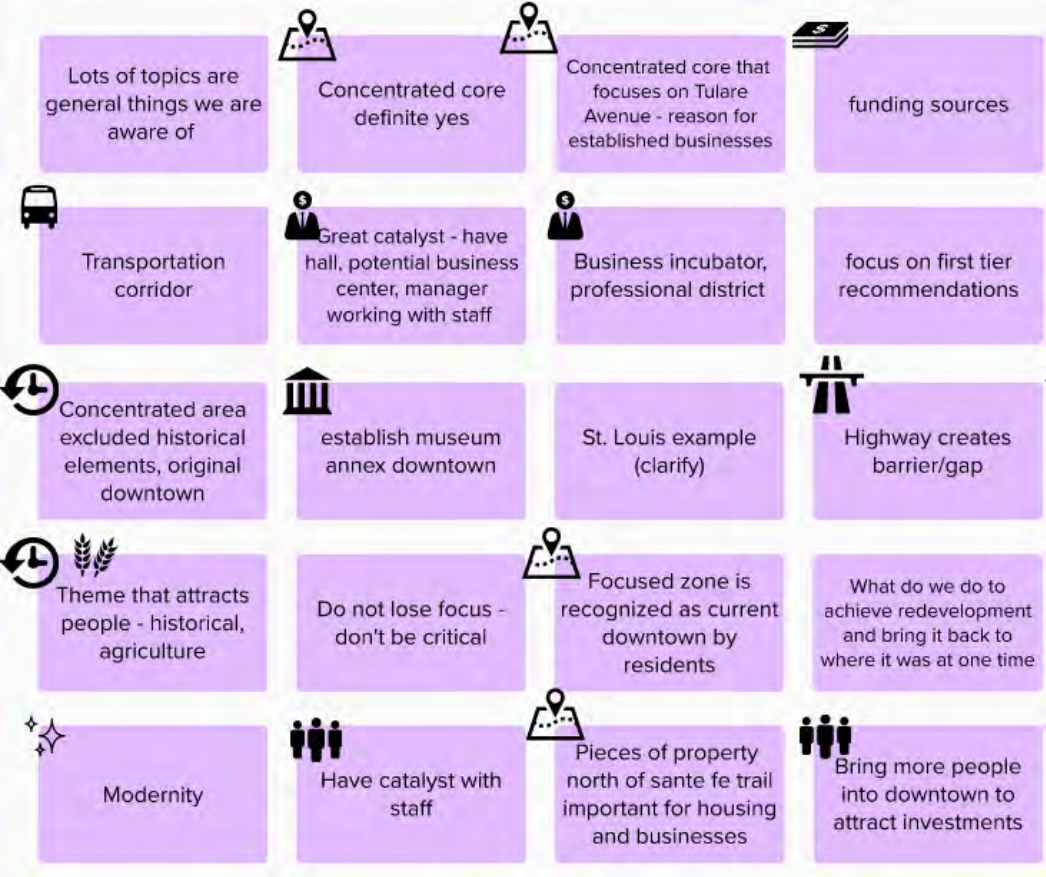 Lots of topics are
general things we are
aware of
Concentrated core
definite yes
Concentrated core that
focuses on Tulare
Avenue - reason for
established businesses
$
funding sources
Transportation
corridor
$
Great catalyst - have
hall, potential business
center, manager
working with staff
$
Business incubator,
professional district
focus on first tier
recommendations
Concentrated area
excluded historical
elements, original
downtown
establish museum
annex downtown
St. Louis example
(clarify)
Highway creates
barrier/gap
Theme that attracts
people - historical,
agriculture
Do not lose focus -
don't be critical
Focused zone is
recognized as current
downtown by
residents
What do we do to
achieve redevelopment
and bring it back to
where it was at one time
Modernity
Have catalyst with
staff
Pieces of property
north of sante fe trail
important for housing
and businesses
Bring more people
into downtown to
attract investments